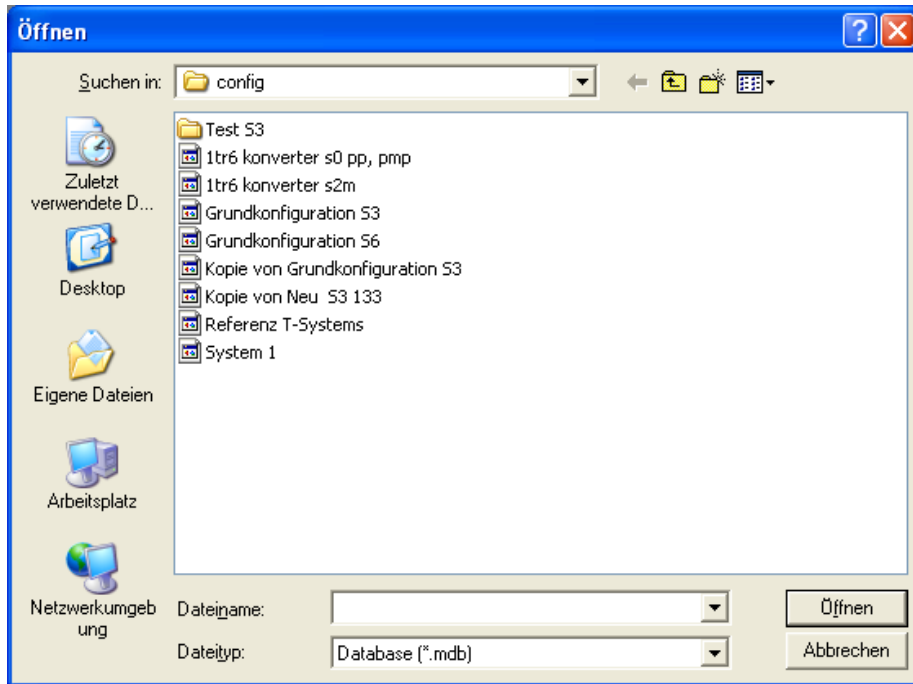 Öffnen
Suchen in: config
Zuletzt
verwendete D...
Desktop
Eigene Dateien
Arbeitsplatz
Netzwerkumgeb
ung
Test S3
1tr6 konverter s0 pp, pmp
1tr6 konverter s2m
Grundkonfiguration S3
Grundkonfiguration S6
Kopie von Grundkonfiguration S3
Kopie von Neu  S3 133
Referenz T-Systems
System 1
Dateiname:
Öffnen
Dateityp: Database (*.mdb)
Abbrechen